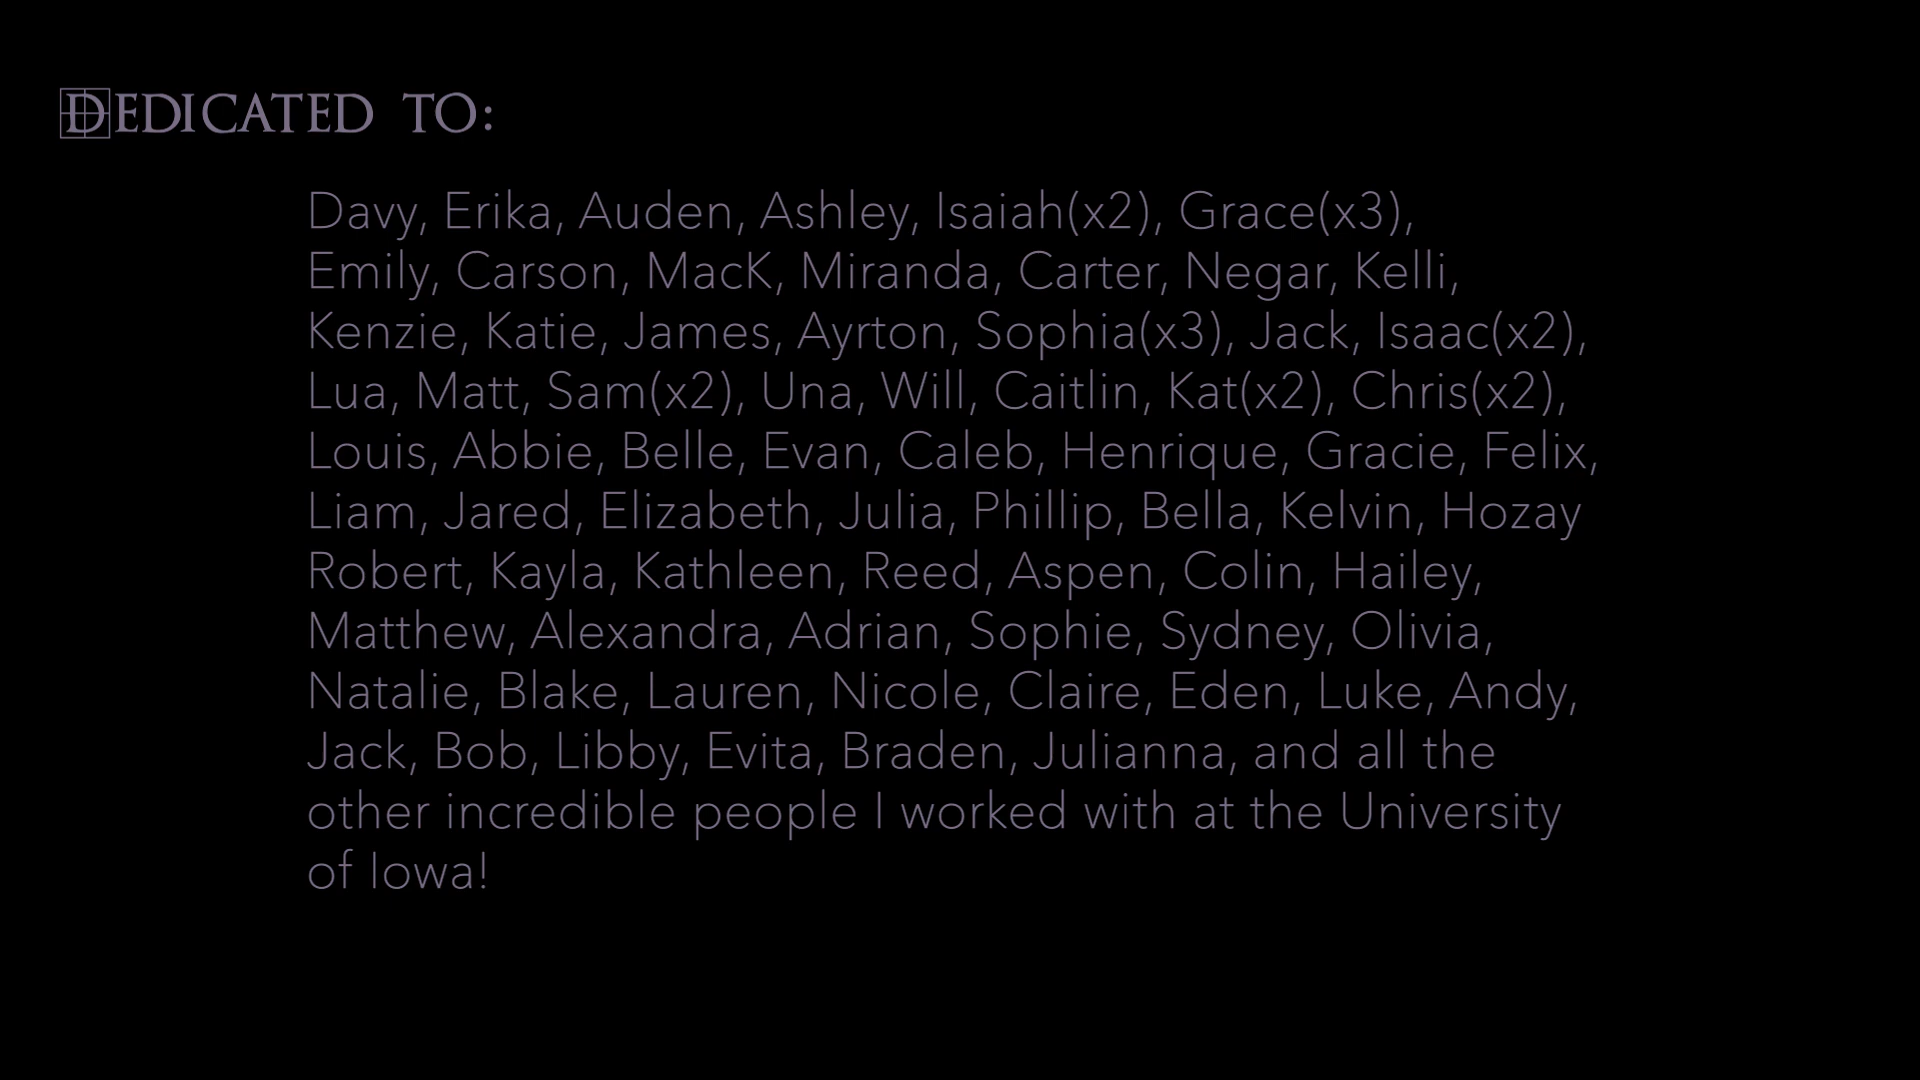 Dedicated to:
Davy, Erika, Auden, Ashley, Isaiah(x2), Grace(x3),
Emily, Carson, MacK, Miranda, Carter, Negar, Kelli,
Kenzie, Katie, James, Ayrton, Sophia(x3), Jack, Isaac(x2),
Lua, Matt, Sam(x2), Una, Will, Caitlin, Kat(x2), Chris(x2),
Louis, Abbie, Belle, Evan, Caleb, Henrique, Gracie, Felix,
Liam, Jared, Elizabeth, Julia, Phillip, Bella, Kelvin, Hozay
Robert, Kayla, Kathleen, Reed, Aspen, Colin, Hailey,
Matthew, Alexandra, Adrian, Sophie, Sydney, Olivia,
Natalie, Blake, Lauren, Nicole, Claire, Eden, Luke, Andy,
Jack, Bob, Libby, Evita, Braden, Julianna, and all the
other incredible people I worked with at the University
of Iowa!